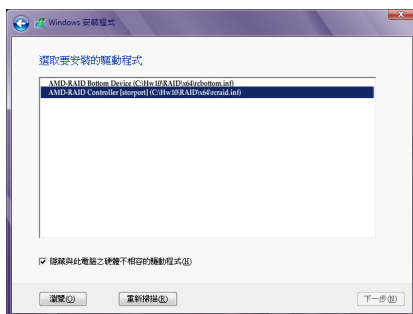 Windows 安裝程式
選取要安裝的驅動程式
AMD-RAID Bottom Device (C:\Hw10\RAID\x64\rcbottom.inf)
AMD-RAID Controller [storport] (C:\Hw10\RAID\x64\rcraid.inf)
隱藏與此電腦之硬體不相容的驅動程式(H)
瀏覽(O) 重新掃描(R) 下一步(N)